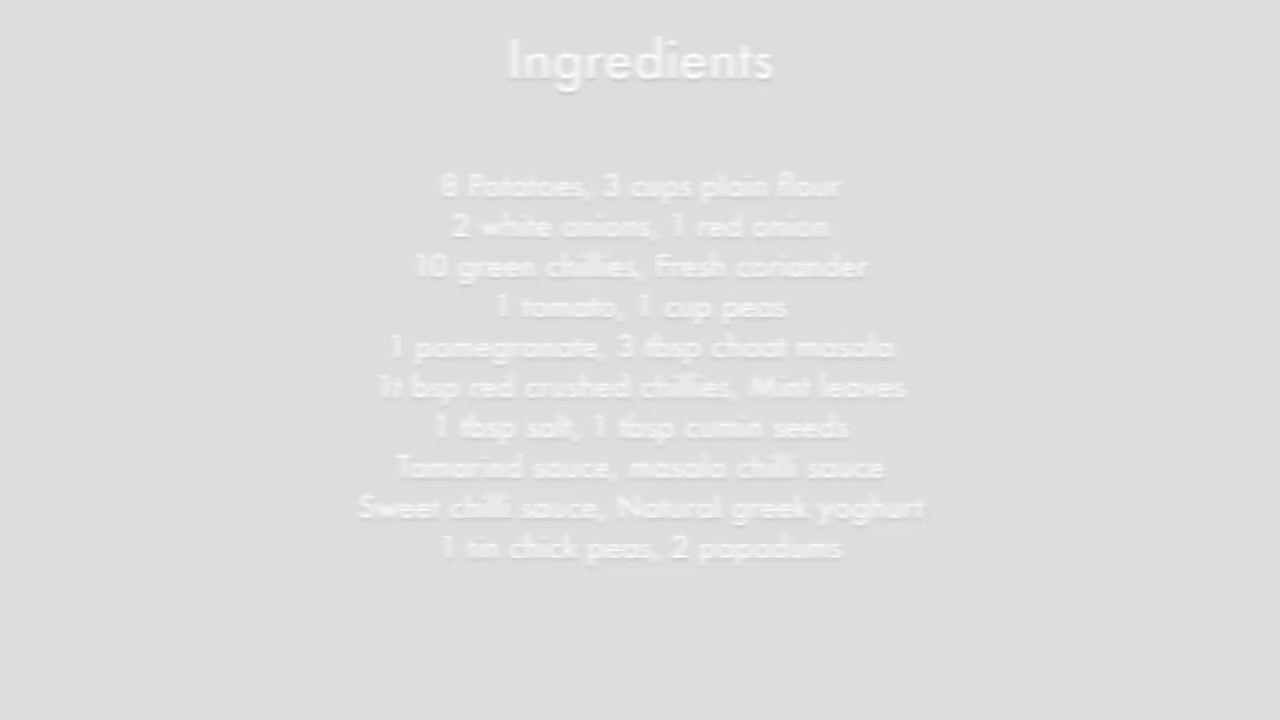 Ingredients
8 Potatoes, 3 cups plain flour
2 white onions, 1 red onion
10 green chillies, Fresh coriander
1 tomato, 1 cup peas
1 pomegranate, 3 tbsp chaat masala
1t bsp red crushed chillies, Mint leaves
1 tbsp salt, 1 tbsp cumin seeds
Tamarind sauce, masala chilli sauce
Sweet chilli sauce, Natural greek yoghurt
1 tin chick peas, 2 papadums